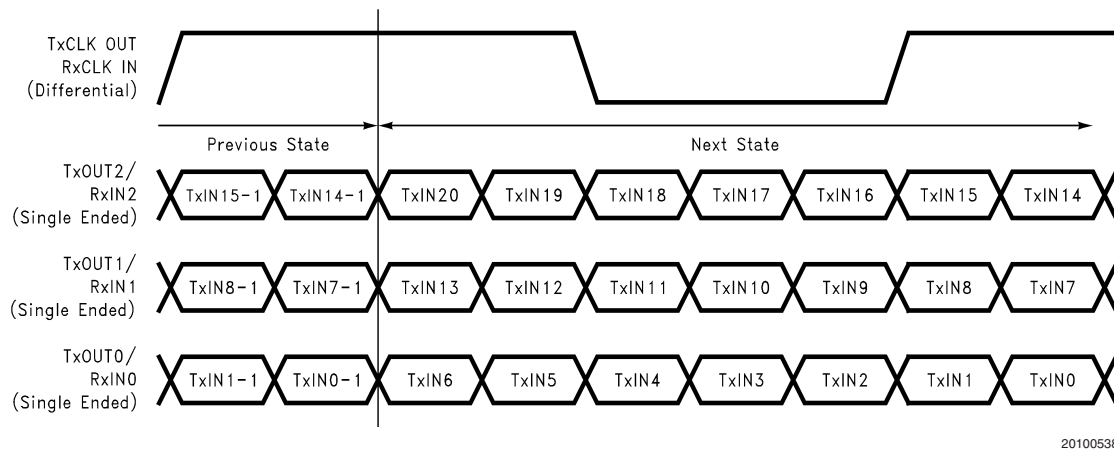 TxCLK OUT
RxCLK IN
(Differential)
Previous State
Next State
TxOUT2/
RxIN2
(Single Ended)
TxIN15-1 TxIN14-1 TxIN20 TxIN19 TxIN18 TxIN17 TxIN16 TxIN15 TxIN14
TxOUT1/
RxIN1
(Single Ended)
TxIN8-1 TxIN7-1 TxIN13 TxIN12 TxIN11 TxIN10 TxIN9 TxIN8 TxIN7
TxOUT0/
RxIN0
(Single Ended)
TxIN1-1 TxIN0-1 TxIN6 TxIN5 TxIN4 TxIN3 TxIN2 TxIN1 TxIN0
20100538